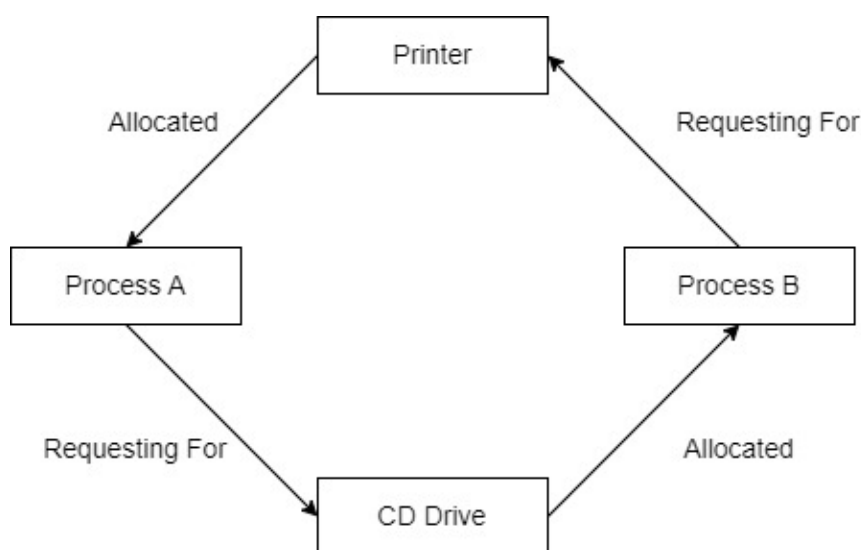 Printer
Allocated
Requesting For
Process A
Process B
Requesting For
Allocated
CD Drive